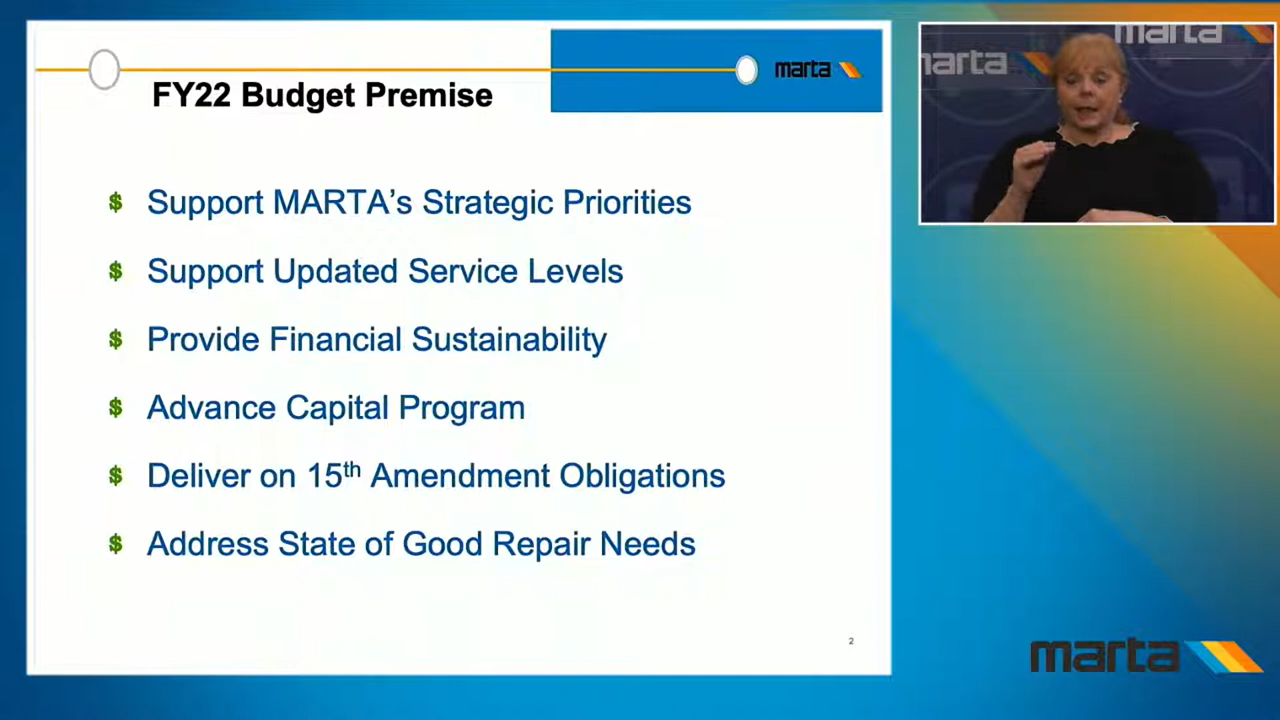 FY22 Budget Premise
marta
$ Support MARTA's Strategic Priorities
$ Support Updated Service Levels
$ Provide Financial Sustainability
$ Advance Capital Program
$ Deliver on 15th Amendment Obligations
$ Address State of Good Repair Needs
2
marta
marta
marta